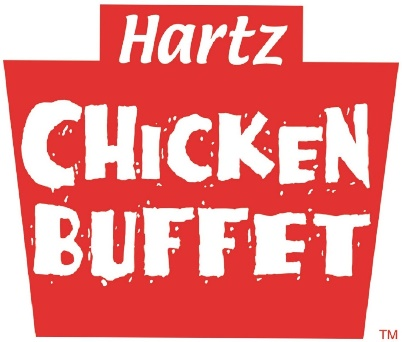 Hartz
CHiCKEN
BUFFET
TM